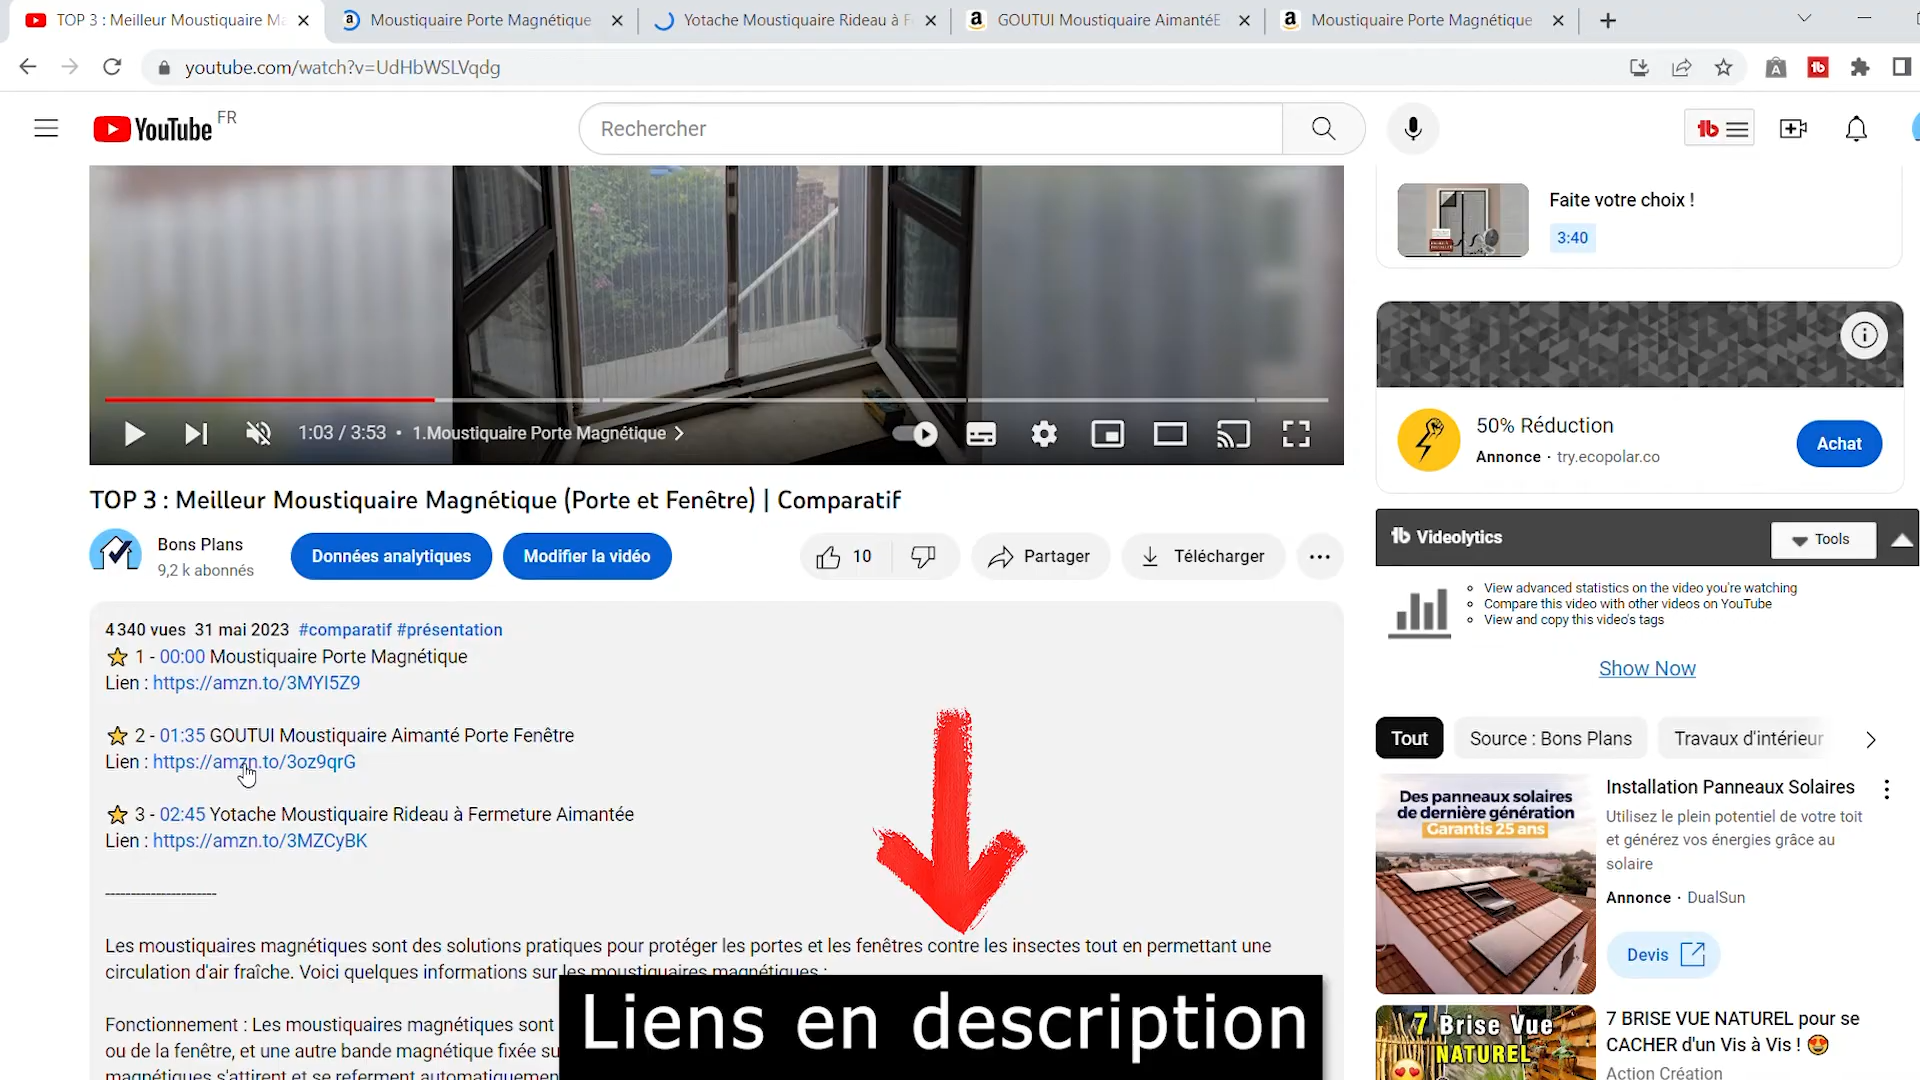 TOP 3 : Meilleur Moustiquaire Ma
Moustiquaire Porte Magnétique
Yotache Moustiquaire Rideau à F
GOUTUI Moustiquaire AimantéE
Moustiquaire Porte Magnétique
youtube.com/watch?v=UdHbWSLVqdg
YouTube FR
Rechercher
Faite votre choix !
3:40
1:03 / 3:53 • 1.Moustiquaire Porte Magnétique
50% Réduction
Annonce · try.ecopolar.co
Achat
TOP 3 : Meilleur Moustiquaire Magnétique (Porte et Fenêtre) | Comparatif
Bons Plans
9,2 k abonnés
Données analytiques
Modifier la vidéo
10
Partager
Télécharger
Videolytics
Tools
View advanced statistics on the video you're watching
Compare this video with other videos on YouTube
View and copy this video's tags
Show Now
4 340 vues 31 mai 2023 #comparatif #présentation
1 - 00:00 Moustiquaire Porte Magnétique
Lien : https://amzn.to/3MYI5Z9
2 - 01:35 GOUTUI Moustiquaire Aimanté Porte Fenêtre
Lien : https://amzn.to/3oz9qrG
3 - 02:45 Yotache Moustiquaire Rideau à Fermeture Aimantée
Lien : https://amzn.to/3MZCyBK
----------------------
Les moustiquaires magnétiques sont des solutions pratiques pour protéger les portes et les fenêtres contre les insectes tout en permettant une
circulation d'air fraîche. Voici quelques informations sur les moustiquaires magnétiques :
Fonctionnement : Les moustiquaires magnétiques sont
ou de la fenêtre, et une autre bande magnétique fixée su
magnétiques s'attirent et se referment automatiquemen
Liens en description
Tout
Source : Bons Plans
Travaux d'intérieur
Des panneaux solaires
de dernière génération
Garantis 25 ans
Installation Panneaux Solaires
Utilisez le plein potentiel de votre toit
et générez vos énergies grâce au
solaire
Annonce · DualSun
Devis
7 Brise Vue
NATUREL
7 BRISE VUE NATUREL pour se
CACHER d'un Vis à Vis !
Action Création